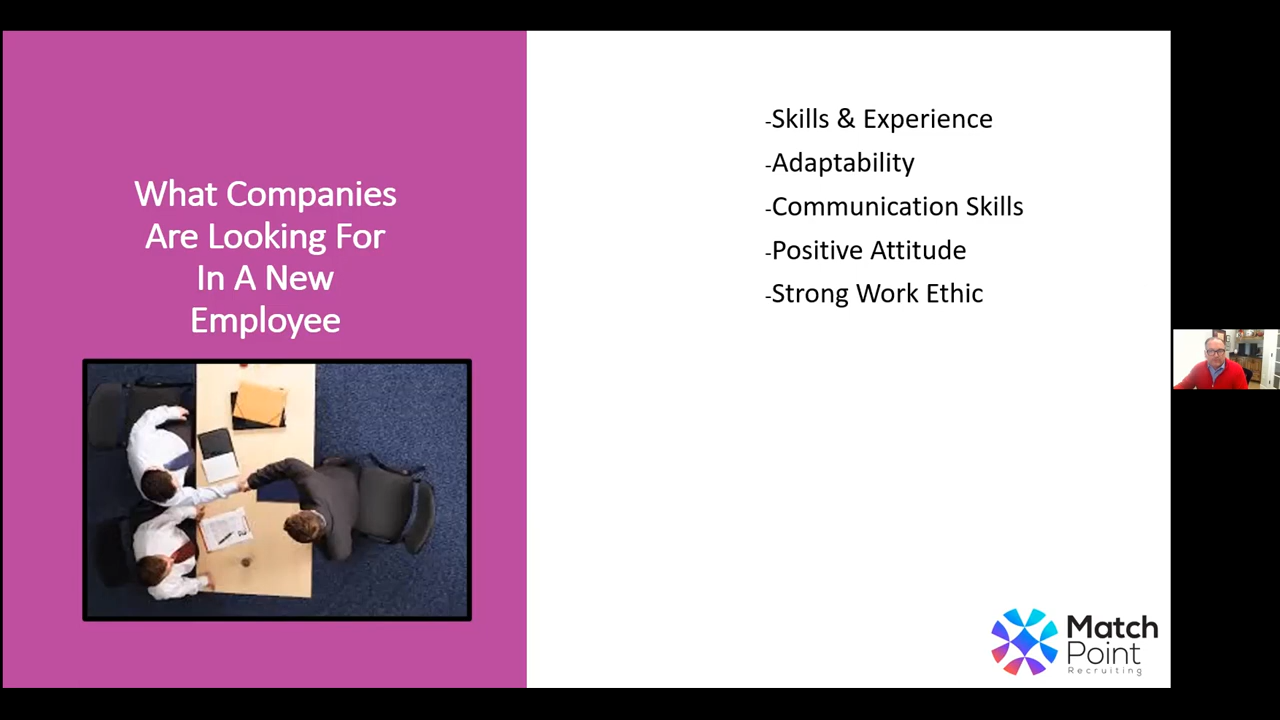 What Companies
Are Looking For
In A New
Employee
-Skills & Experience
-Adaptability
-Communication Skills
-Positive Attitude
-Strong Work Ethic
Match
Point
Recruiting